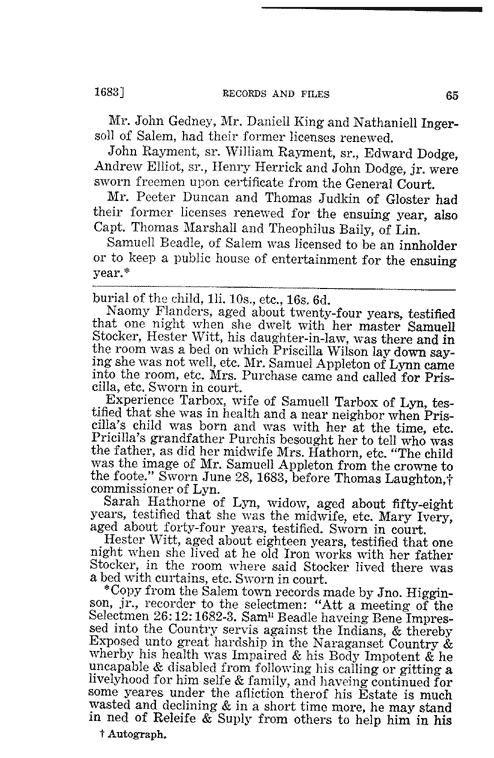 1683] RECORDS AND FILES 65
Mr. John Gedney, Mr. Daniell King and Nathaniell Inger-
soll of Salem, had their former licenses renewed.
John Rayment, sr. William Rayment, sr., Edward Dodge,
Andrew Elliot, sr., Henry Herrick and John Dodge, jr. were
sworn freemen upon certificate from the General Court.
Mr. Peeter Duncan and Thomas Judkin of Gloster had
their former licenses renewed for the ensuing year, also
Capt. Thomas Marshall and Theophilus Baily, of Lin.
Samuell Beadle, of Salem was licensed to be an innholder
or to keep a public house of entertainment for the ensuing
year.*
burial of the child, 1li. 10s., etc., 16s. 6d.
Naomy Flanders, aged about twenty-four years, testified
that one night when she dwelt with her master Samuell
Stocker, Hester Witt, his daughter-in-law, was there and in
the room was a bed on which Priscilla Wilson lay down say-
ing she was not well, etc. Mr. Samuel Appleton of Lynn came
into the room, etc. Mrs. Purchase came and called for Pris-
cilla, etc. Sworn in court.
Experience Tarbox, wife of Samuell Tarbox of Lyn, tes-
tified that she was in health and a near neighbor when Pris-
cilla's child was born and was with her at the time, etc.
Pricilla's grandfather Purchis besought her to tell who was
the father, as did her midwife Mrs. Hathorn, etc. "The child
was the image of Mr. Samuell Appleton from the crowne to
the foote." Sworn June 28, 1683, before Thomas Laughton,†
commissioner of Lyn.
Sarah Hathorne of Lyn, widow, aged about fifty-eight
years, testified that she was the midwife, etc. Mary Ivery,
aged about forty-four years, testified. Sworn in court.
Hester Witt, aged about eighteen years, testified that one
night when she lived at he old Iron works with her father
Stocker, in the room where said Stocker lived there was
a bed with curtains, etc. Sworn in court.
*Copy from the Salem town records made by Jno. Higgin-
son, jr., recorder to the selectmen: "Att a meeting of the
Selectmen 26:12:1682-3. Samˡˡ Beadle haveing Bene Impres-
sed into the Country servis against the Indians, & thereby
Exposed unto great hardship in the Naraganset Country &
wherby his health was Impaired & his Body Impotent & he
uncapable & disabled from following his calling or gitting a
livelyhood for him selfe & family, and haveing continued for
some yeares under the afliction therof his Estate is much
wasted and declining & in a short time more, he may stand
in ned of Releife & Suply from others to help him in his
† Autograph.